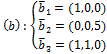 (b): { b̅₁ = (1,0,0)
b̅₂ = (0,0,5)
b̅₃ = (1,1,0)